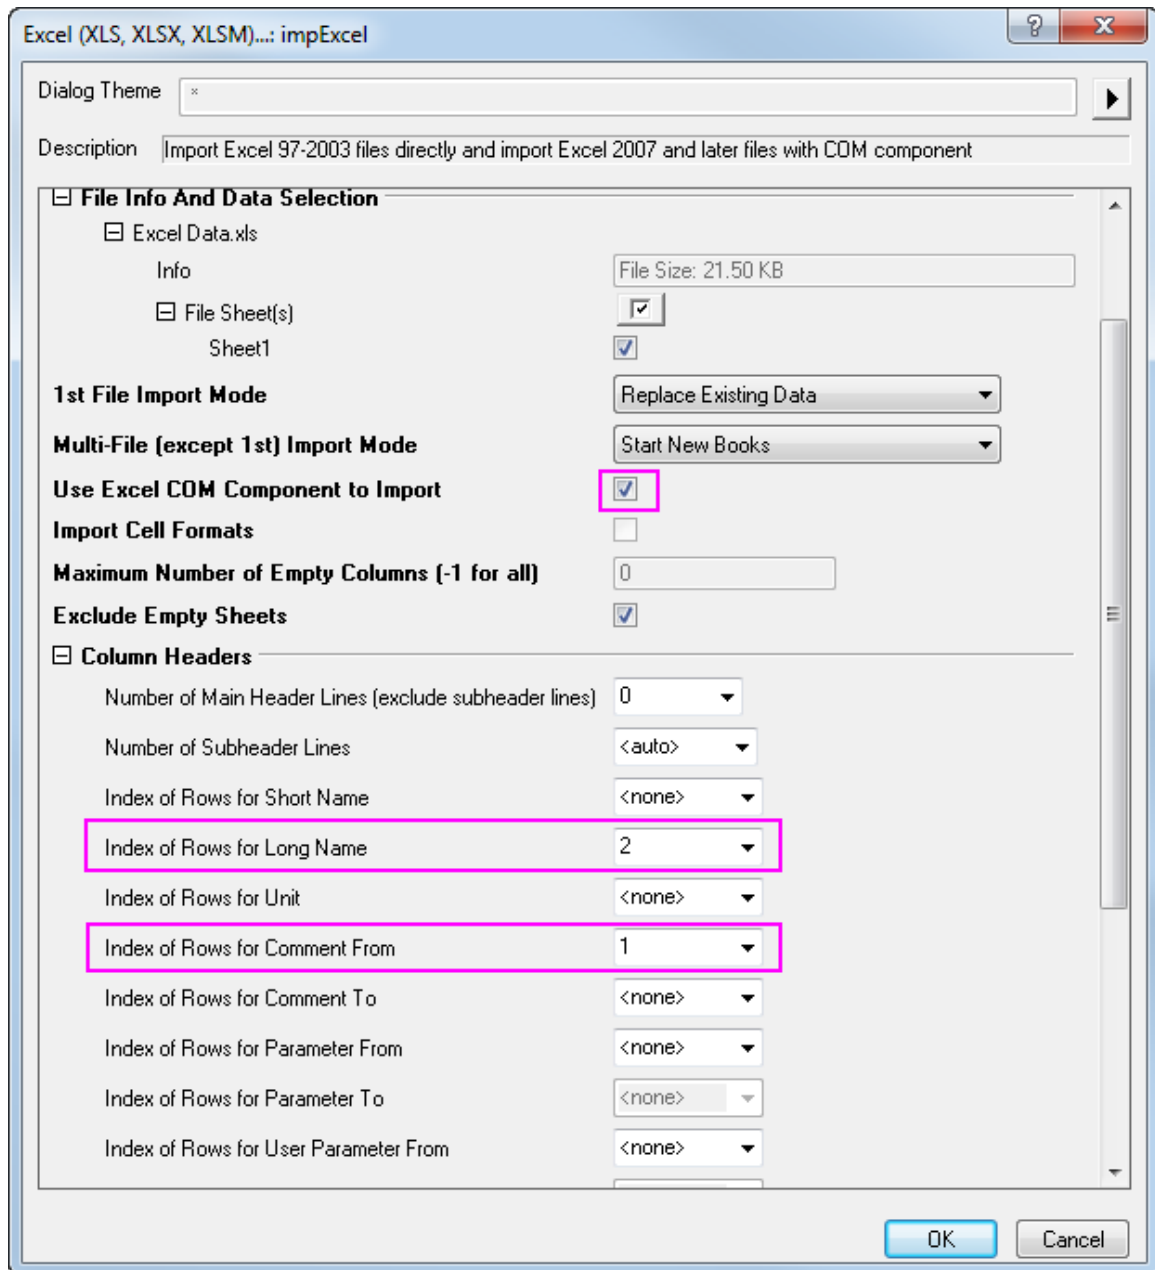 Excel (XLS, XLSX, XLSM)...: impExcel
?
X
Dialog Theme *
Description Import Excel 97-2003 files directly and import Excel 2007 and later files with COM component
File Info And Data Selection
Excel Data.xls
Info File Size: 21.50 KB
File Sheet(s)
Sheet1
1st File Import Mode Replace Existing Data
Multi-File (except 1st) Import Mode Start New Books
Use Excel COM Component to Import
Import Cell Formats
Maximum Number of Empty Columns (-1 for all) 0
Exclude Empty Sheets
Column Headers
Number of Main Header Lines (exclude subheader lines) 0
Number of Subheader Lines <auto>
Index of Rows for Short Name <none>
Index of Rows for Long Name 2
Index of Rows for Unit <none>
Index of Rows for Comment From 1
Index of Rows for Comment To <none>
Index of Rows for Parameter From <none>
Index of Rows for Parameter To <none>
Index of Rows for User Parameter From <none>
OK Cancel